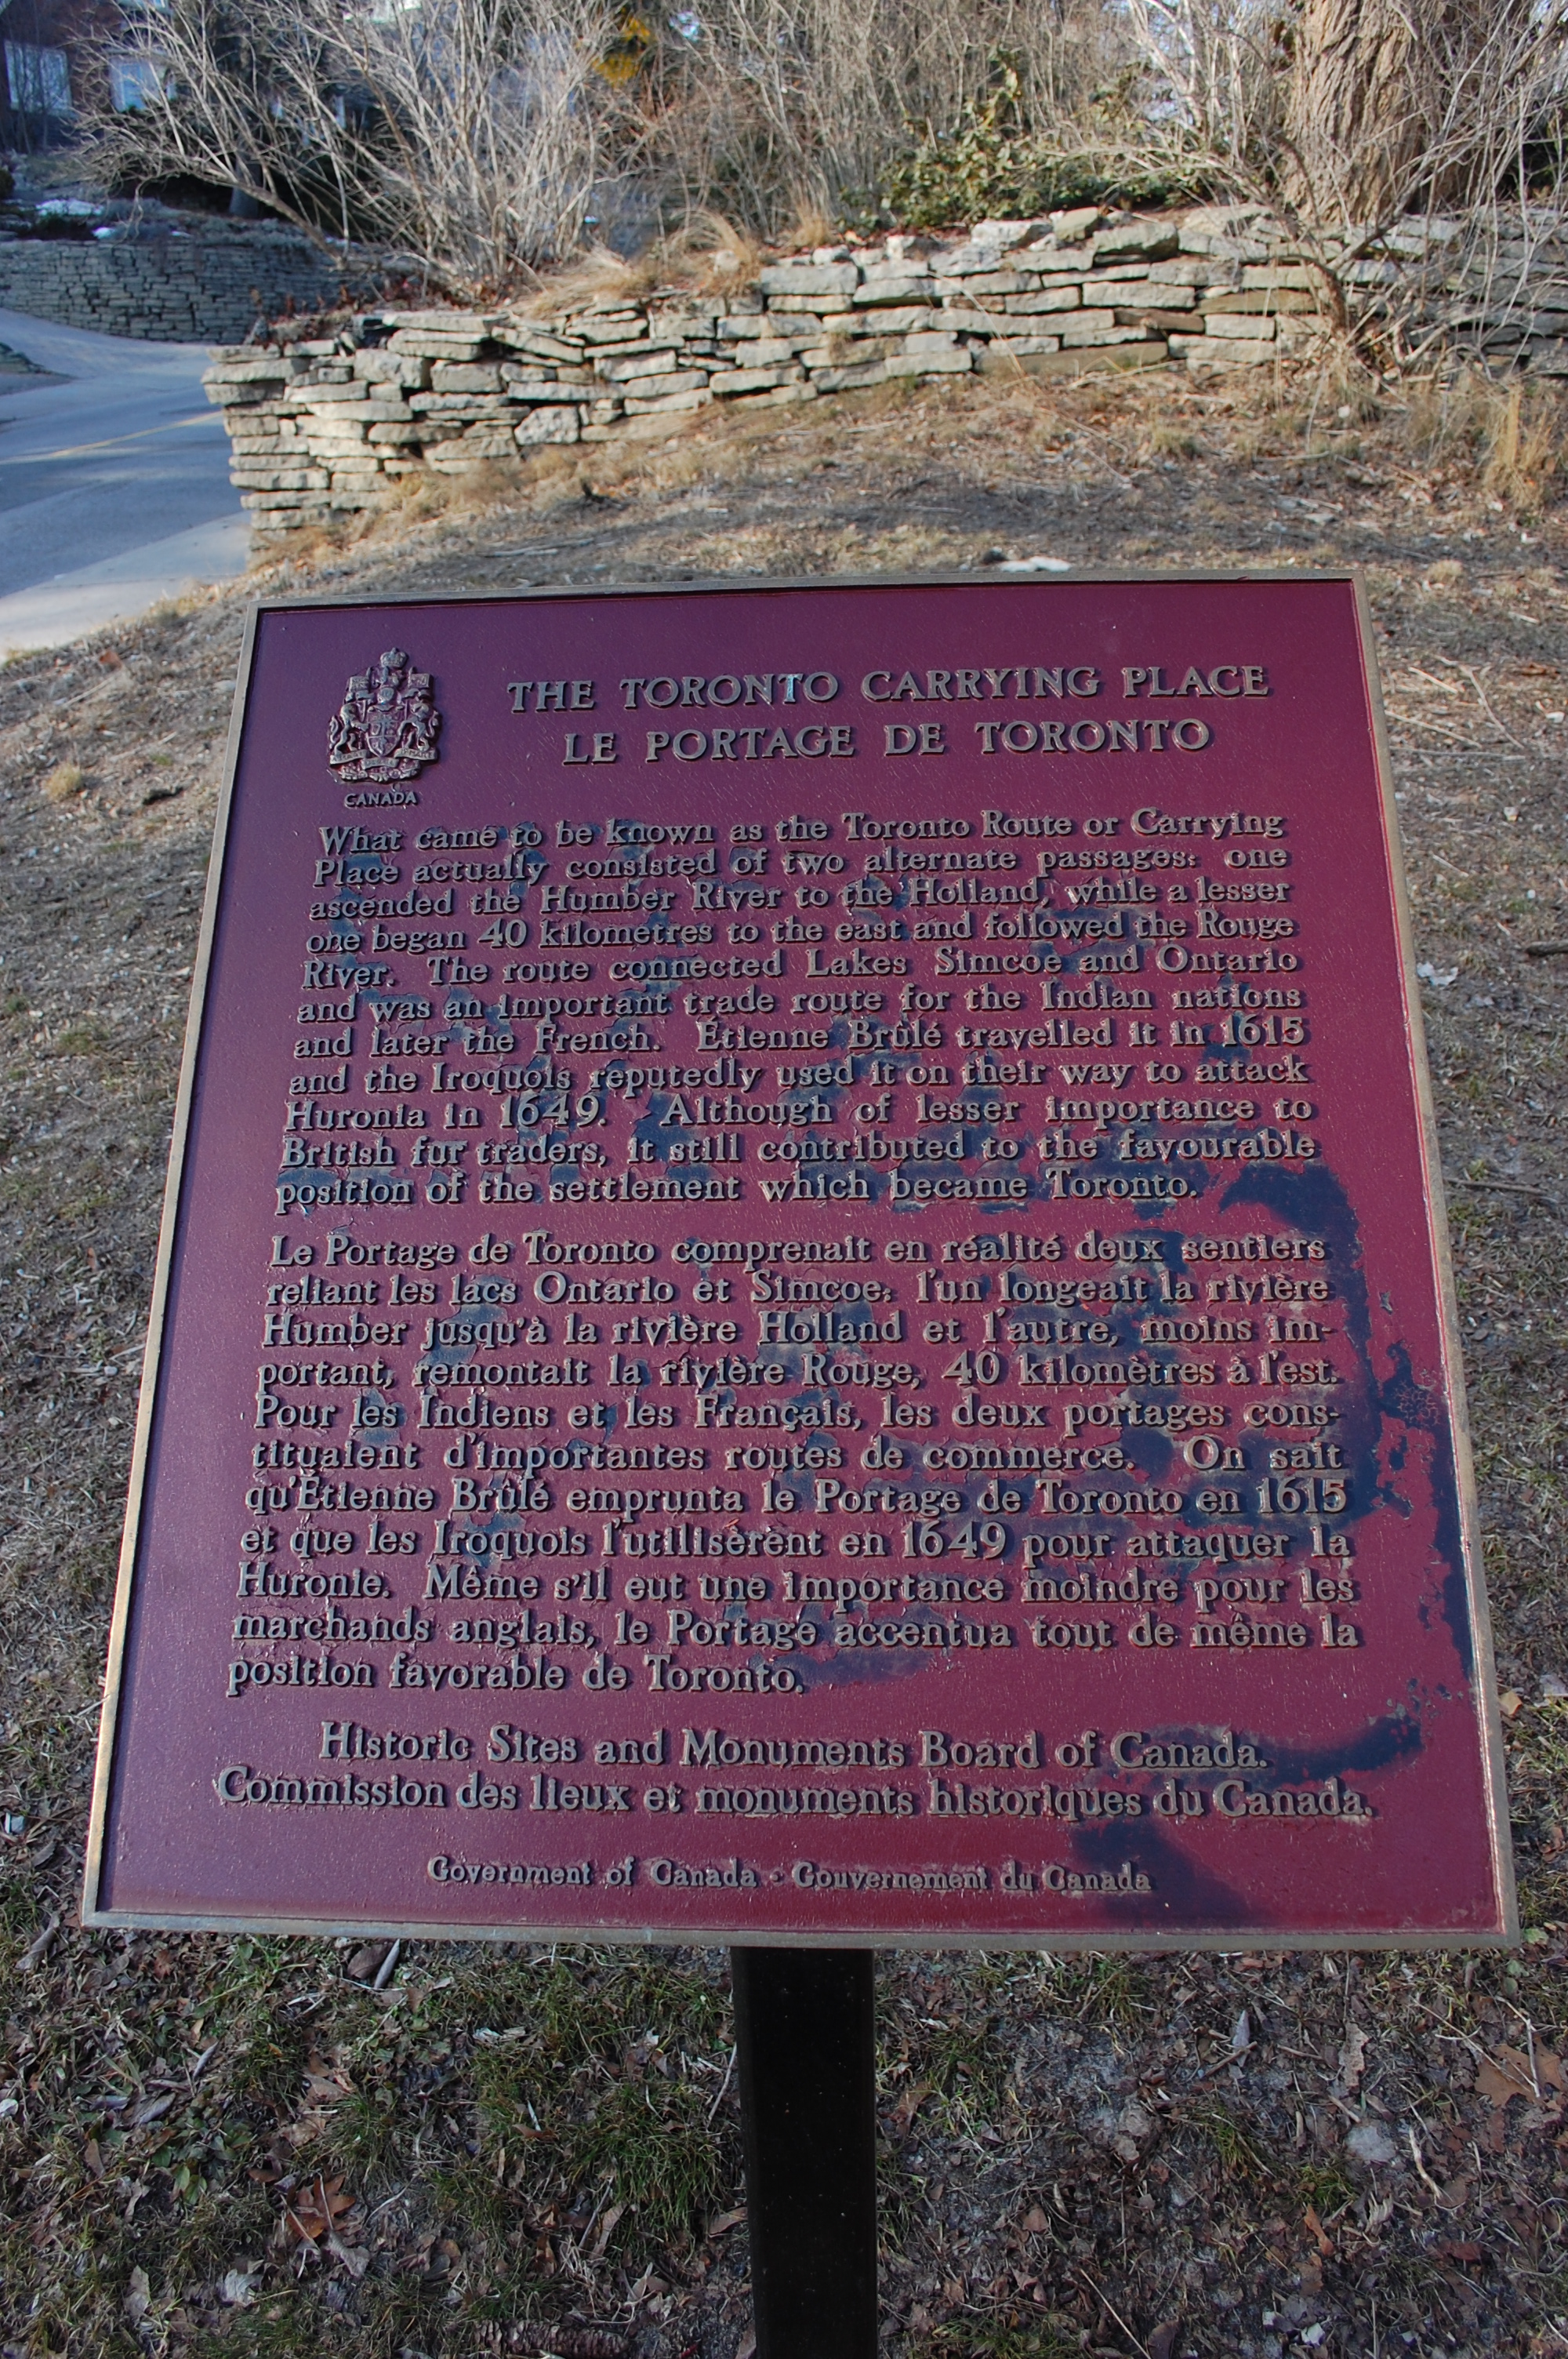 THE TORONTO CARRYING PLACE
LE PORTAGE DE TORONTO
CANADA
What came to be known as the Toronto Route or Carrying
Place actually consisted of two alternate passages: one
ascended the Humber River to the Holland, while a lesser
one began 40 kilometres to the east and followed the Rouge
River. The route connected Lakes Simcoe and Ontario
and was an important trade route for the Indian nations
and later the French. Étienne Brûlé travelled it in 1615
and the Iroquois reputedly used it on their way to attack
Huronia in 1649. Although of lesser importance to
British fur traders, it still contributed to the favourable
position of the settlement which became Toronto.
Le Portage de Toronto comprenait en réalité deux sentiers
reliant les lacs Ontario et Simcoe: l'un longeait la rivière
Humber jusqu'à la rivière Holland et l'autre, moins im-
portant, remontait la rivière Rouge, 40 kilomètres à l'est.
Pour les Indiens et les Français, les deux portages cons-
tituaient d'importantes routes de commerce. On sait
qu'Étienne Brûlé emprunta le Portage de Toronto en 1615
et que les Iroquois l'utilisèrent en 1649 pour attaquer la
Huronie. Même s'il eut une importance moindre pour les
marchands anglais, le Portage accentua tout de même la
position favorable de Toronto.
Historic Sites and Monuments Board of Canada.
Commission des lieux et monuments historiques du Canada.
Government of Canada · Gouvernement du Canada